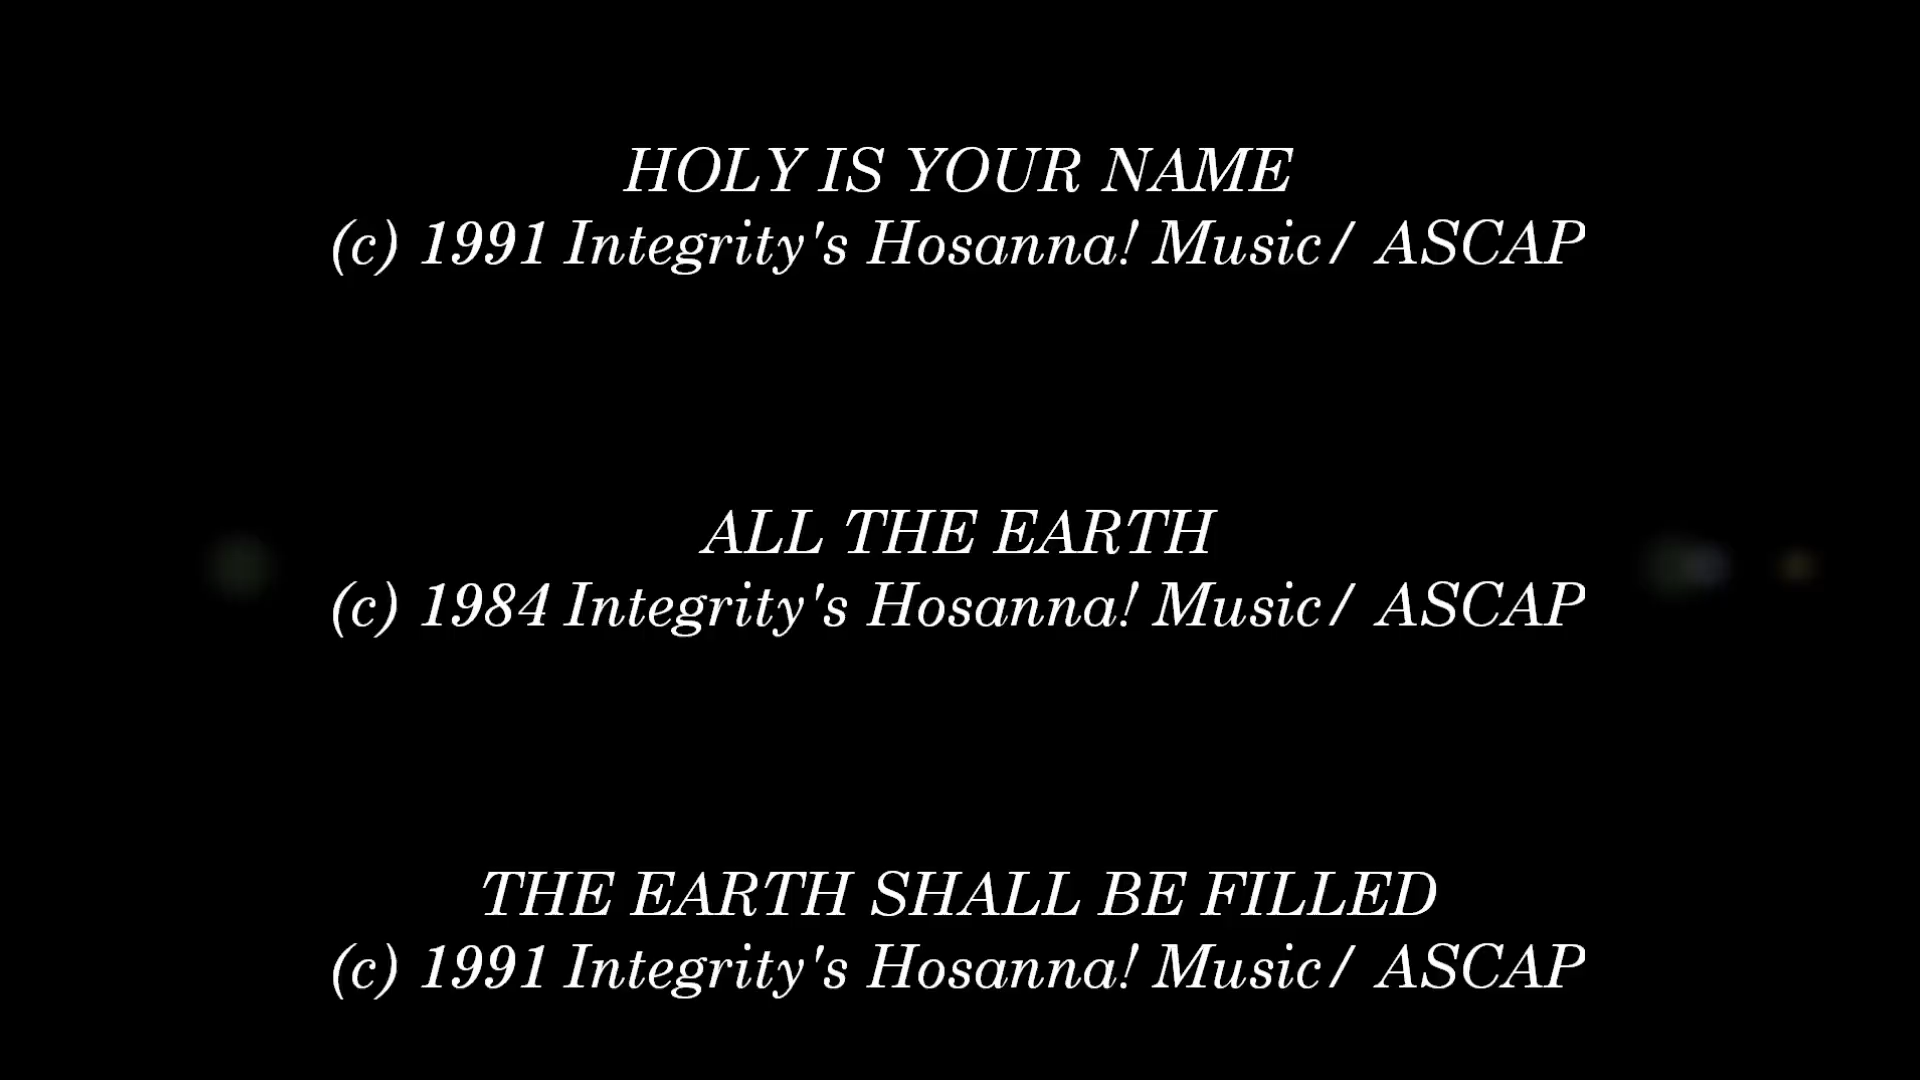 HOLY IS YOUR NAME
(c) 1991 Integrity's Hosanna! Music/ ASCAP
ALL THE EARTH
(c) 1984 Integrity's Hosanna! Music/ ASCAP
THE EARTH SHALL BE FILLED
(c) 1991 Integrity's Hosanna! Music/ ASCAP